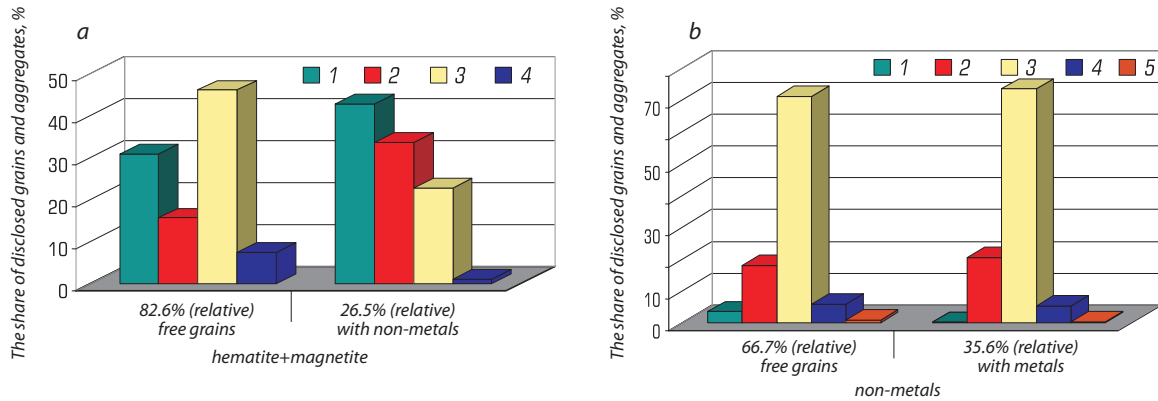 The share of disclosed grains and aggregates, %
a
1 2 3 4
50
40
30
20
10
0
82.6% (relative)
free grains
26.5% (relative)
with non-metals
hematite+magnetite
The share of disclosed grains and aggregates, %
b
1 2 3 4 5
70
50
30
10
0
66.7% (relative)
free grains
35.6% (relative)
with metals
non-metals